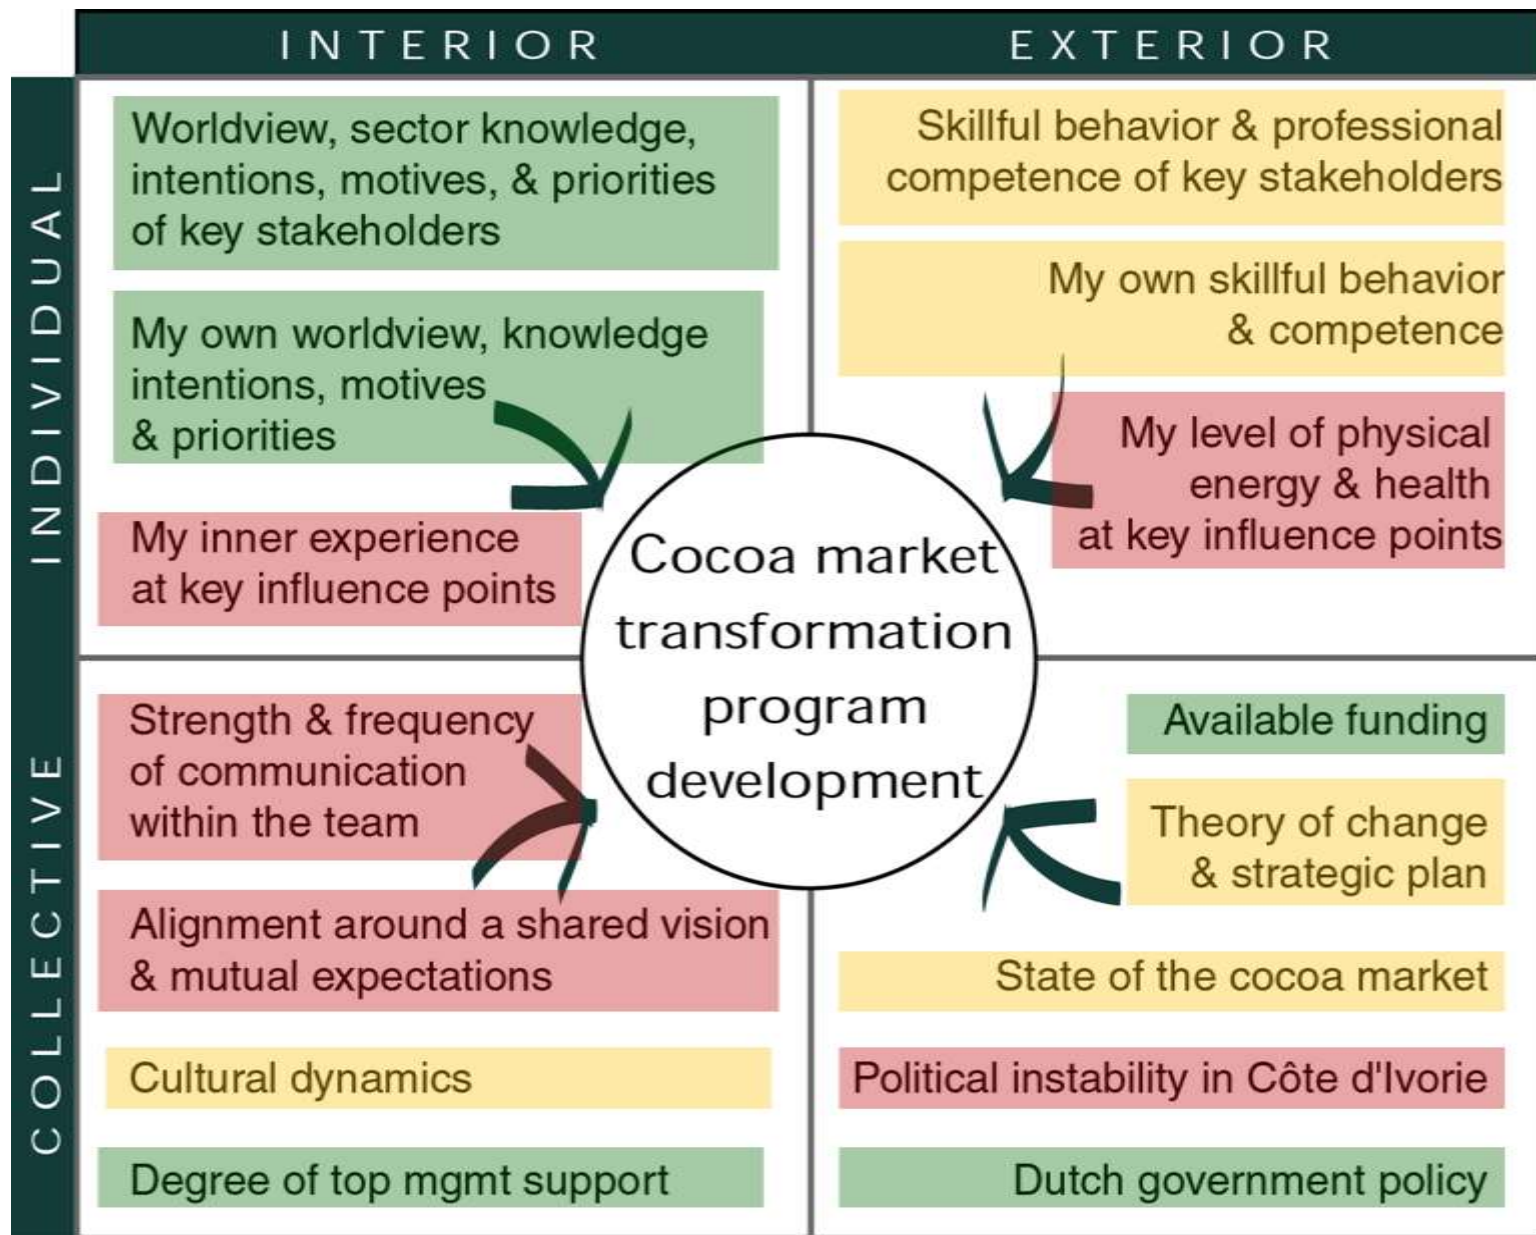 INTERIOR
EXTERIOR
INDIVIDUAL
Worldview, sector knowledge,
intentions, motives, & priorities
of key stakeholders
My own worldview, knowledge
intentions, motives
& priorities
My inner experience
at key influence points
Skillful behavior & professional
competence of key stakeholders
My own skillful behavior
& competence
My level of physical
energy & health
at key influence points
Cocoa market
transformation
program
development
COLLECTIVE
Strength & frequency
of communication
within the team
Alignment around a shared vision
& mutual expectations
Cultural dynamics
Degree of top mgmt support
Available funding
Theory of change
& strategic plan
State of the cocoa market
Political instability in Côte d'Ivorie
Dutch government policy